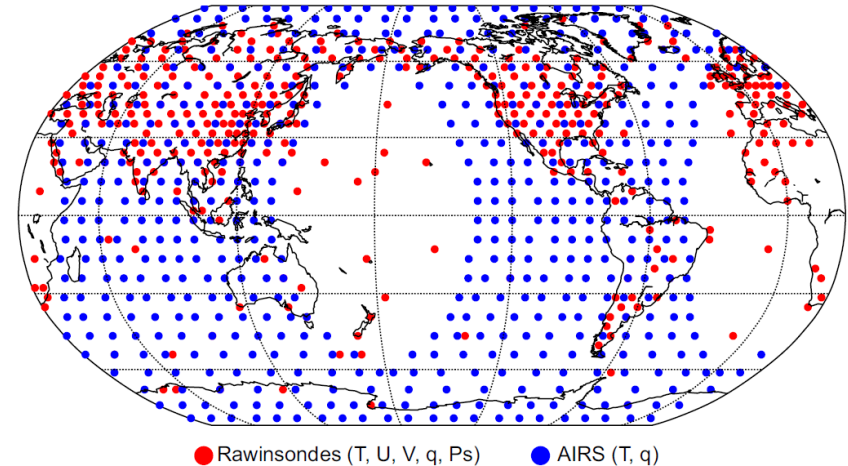 Rawinsondes (T, U, V, q, Ps) AIRS (T, q)